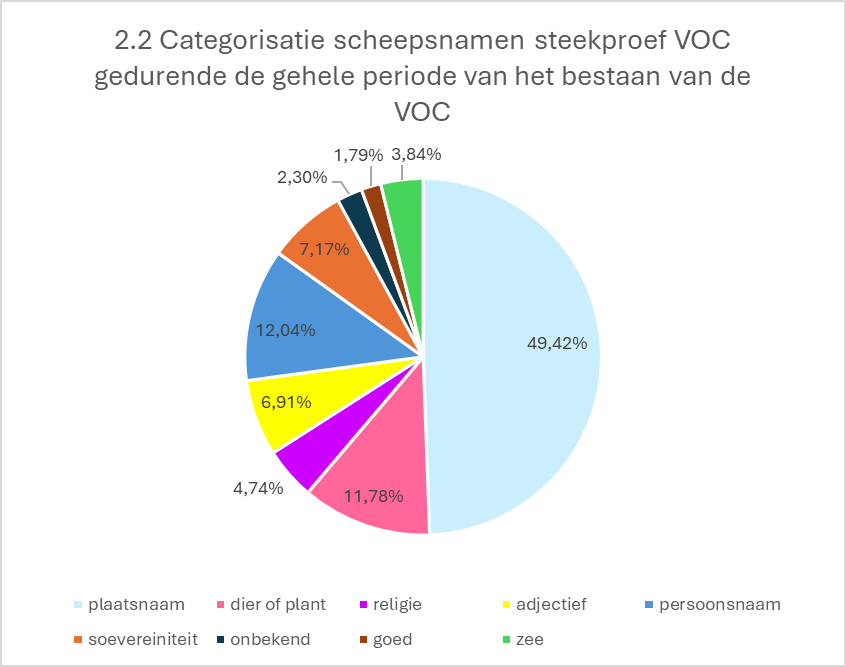 2.2 Categorisatie scheepsnamen steekproef VOC
gedurende de gehele periode van het bestaan van de
VOC
1,79% 3,84%
2,30%
7,17%
12,04%
49,42%
6,91%
4,74%
11,78%
plaatsnaam dier of plant religie adjectief persoonsnaam
soevereiniteit onbekend goed zee